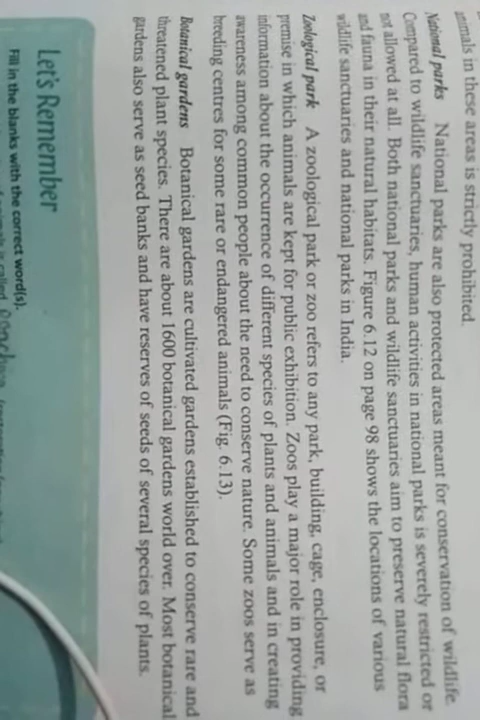 animals in these areas is strictly prohibited.
National parks National parks are also protected areas meant for conservation of wildlife.
Compared to wildlife sanctuaries, human activities in national parks is severely restricted or
not allowed at all. Both national parks and wildlife sanctuaries aim to preserve natural flora
and fauna in their natural habitats. Figure 6.12 on page 98 shows the locations of various
wildlife sanctuaries and national parks in India.
Zoological park A zoological park or zoo refers to any park, building, cage, enclosure, or
premise in which animals are kept for public exhibition. Zoos play a major role in providing
information about the occurrence of different species of plants and animals and in creating
awareness among common people about the need to conserve nature. Some zoos serve as
breeding centres for some rare or endangered animals (Fig. 6.13).
Botanical gardens Botanical gardens are cultivated gardens established to conserve rare and
threatened plant species. There are about 1600 botanical gardens world over. Most botanical
gardens also serve as seed banks and have reserves of seeds of several species of plants.
Let's Remember
Fill in the blanks with the correct word(s).
is called